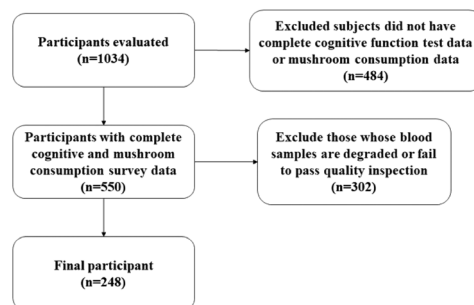 Participants evaluated
(n=1034)
Excluded subjects did not have
complete cognitive function test data
or mushroom consumption data
(n=484)
Participants with complete
cognitive and mushroom
consumption survey data
(n=550)
Exclude those whose blood
samples are degraded or fail
to pass quality inspection
(n=302)
Final participant
(n=248)